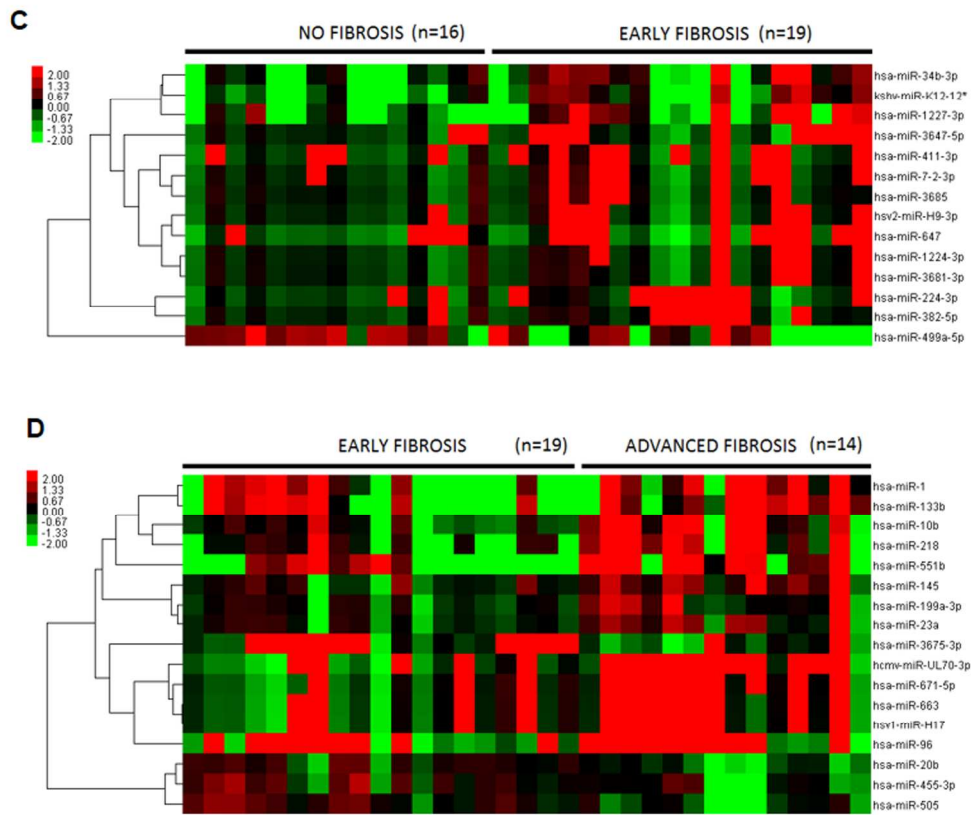 C
NO FIBROSIS (n=16)
EARLY FIBROSIS (n=19)
2.00
1.33
0.67
0.00
-0.67
-1.33
-2.00
hsa-miR-34b-3p
kshv-miR-K12-12*
hsa-miR-1227-3p
hsa-miR-3647-5p
hsa-miR-411-3p
hsa-miR-7-2-3p
hsa-miR-3685
hsv2-miR-H9-3p
hsa-miR-647
hsa-miR-1224-3p
hsa-miR-3681-3p
hsa-miR-224-3p
hsa-miR-382-5p
hsa-miR-499a-5p
D
EARLY FIBROSIS (n=19)
ADVANCED FIBROSIS (n=14)
2.00
1.33
0.67
0.00
-0.67
-1.33
-2.00
hsa-miR-1
hsa-miR-133b
hsa-miR-10b
hsa-miR-218
hsa-miR-551b
hsa-miR-145
hsa-miR-199a-3p
hsa-miR-23a
hsa-miR-3675-3p
hcmv-miR-UL70-3p
hsa-miR-671-5p
hsa-miR-663
hsv1-miR-H17
hsa-miR-96
hsa-miR-20b
hsa-miR-455-3p
hsa-miR-505